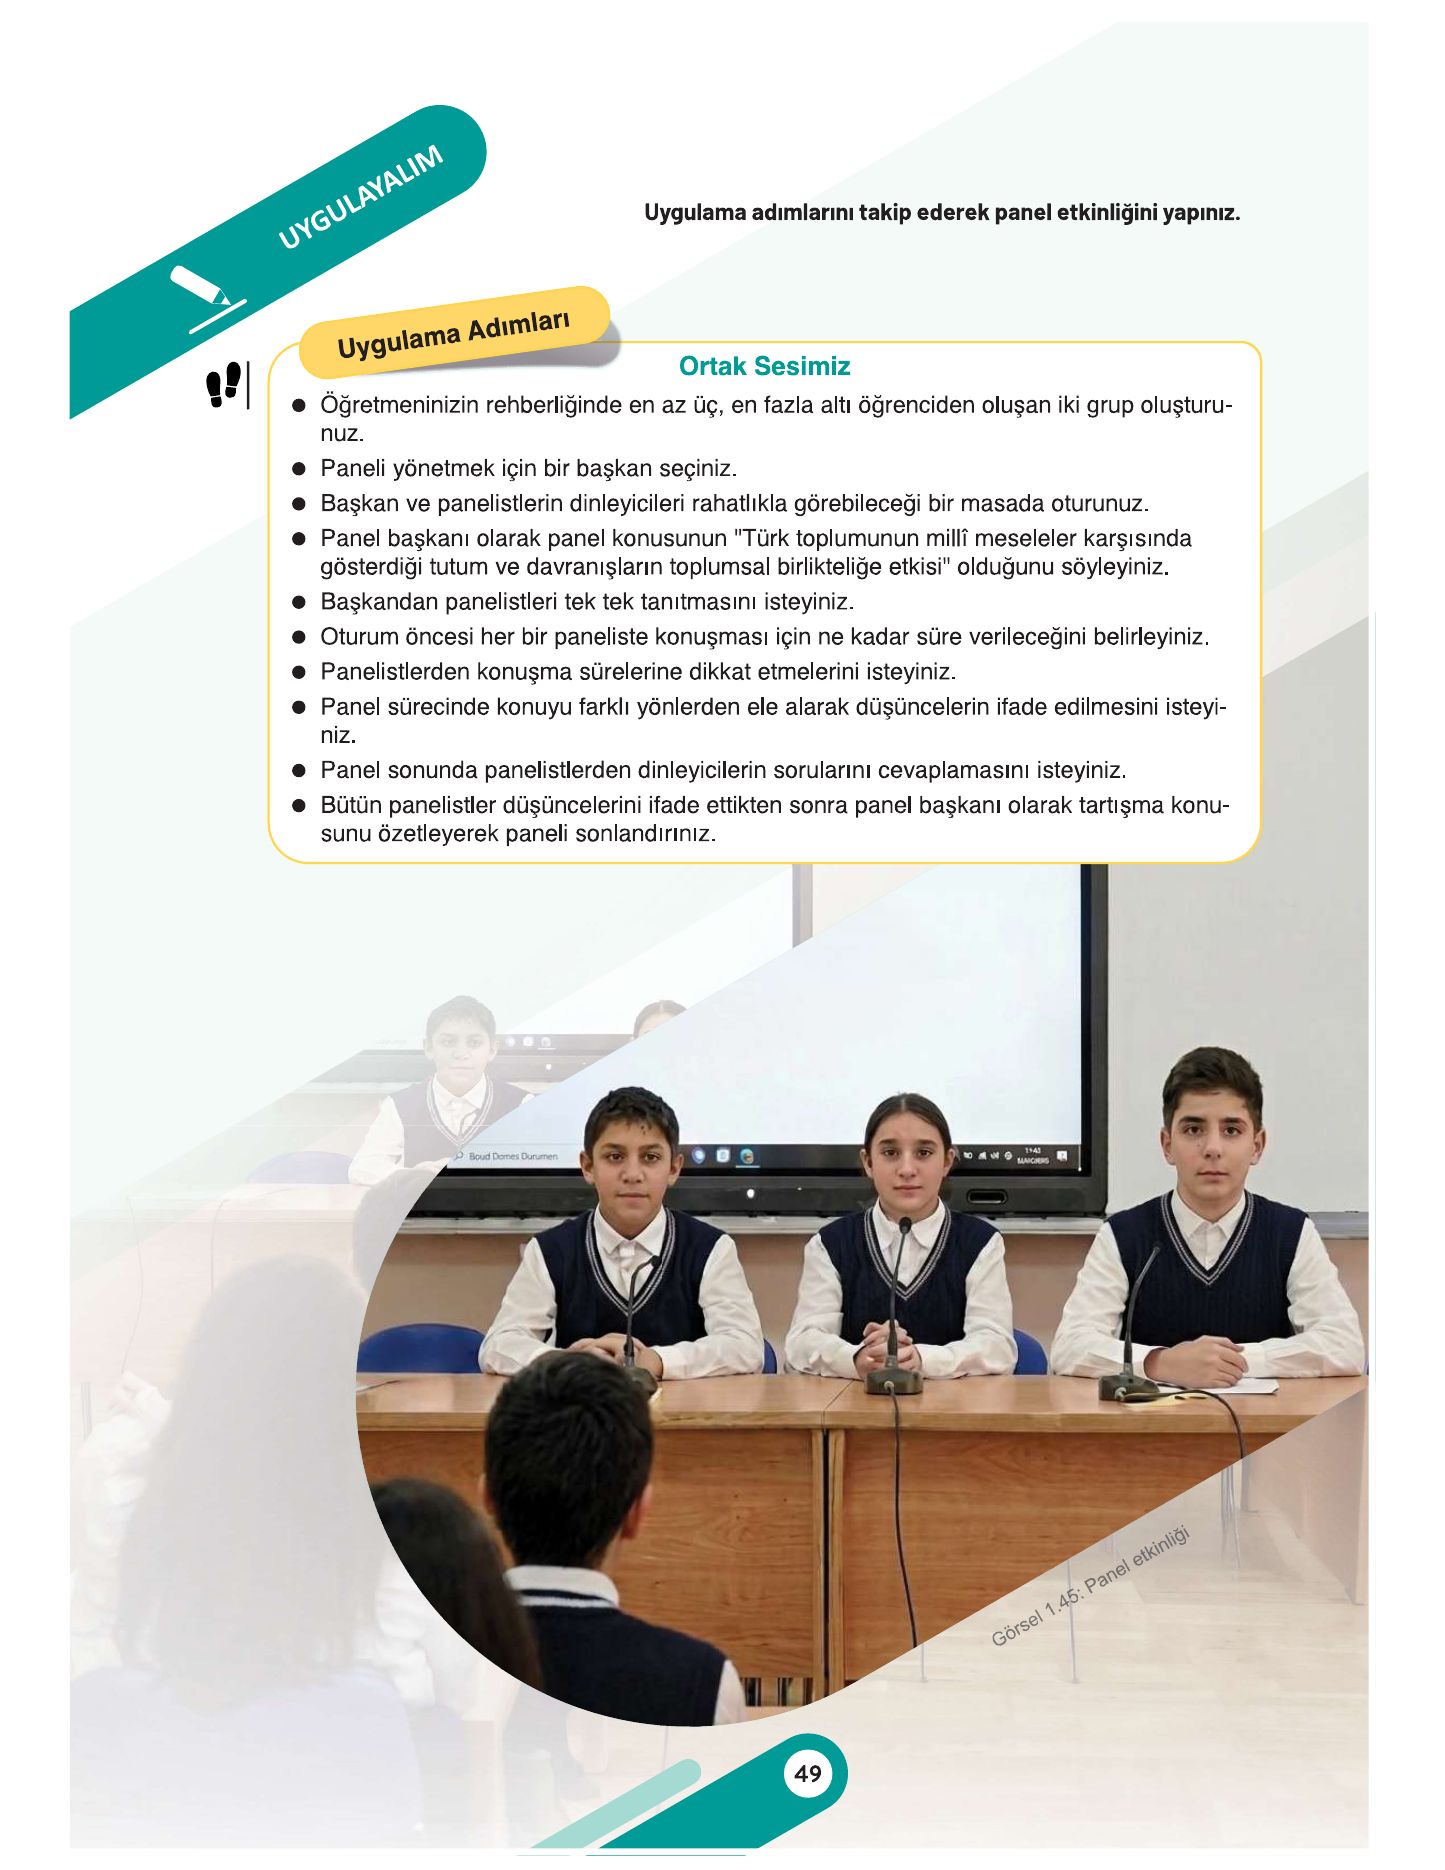 UYGULAYALIM
Uygulama adımlarını takip ederek panel etkinliğini yapınız.
Uygulama Adımları
Ortak Sesimiz
● Öğretmeninizin rehberliğinde en az üç, en fazla altı öğrenciden oluşan iki grup oluşturu-
nuz.
● Paneli yönetmek için bir başkan seçiniz.
● Başkan ve panelistlerin dinleyicileri rahatlıkla görebileceği bir masada oturunuz.
● Panel başkanı olarak panel konusunun "Türk toplumunun millî meseleler karşısında
gösterdiği tutum ve davranışların toplumsal birlikteliğe etkisi" olduğunu söyleyiniz.
● Başkandan panelistleri tek tek tanıtmasını isteyiniz.
● Oturum öncesi her bir paneliste konuşması için ne kadar süre verileceğini belirleyiniz.
● Panelistlerden konuşma sürelerine dikkat etmelerini isteyiniz.
● Panel sürecinde konuyu farklı yönlerden ele alarak düşüncelerin ifade edilmesini isteyi-
niz.
● Panel sonunda panelistlerden dinleyicilerin sorularını cevaplamasını isteyiniz.
● Bütün panelistler düşüncelerini ifade ettikten sonra panel başkanı olarak tartışma konu-
sunu özetleyerek paneli sonlandırınız.
Boud Domes Durumen
Görsel 1.45: Panel etkinliği
49